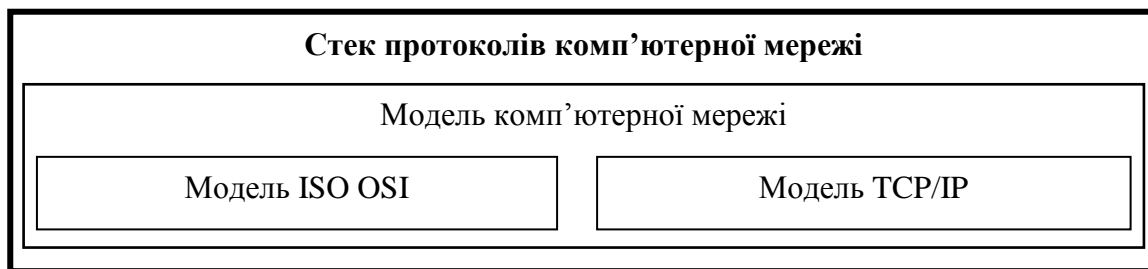 Стек протоколів комп’ютерної мережі
Модель комп’ютерної мережі
Модель ISO OSI
Модель TCP/IP